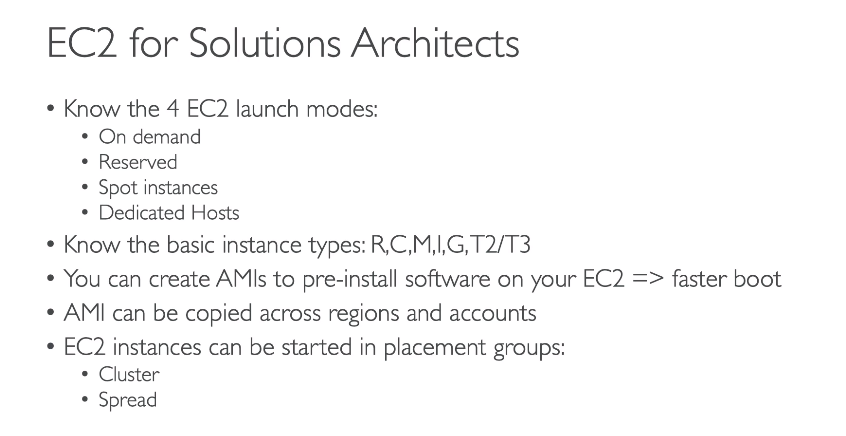 EC2 for Solutions Architects
• Know the 4 EC2 launch modes:
• On demand
• Reserved
• Spot instances
• Dedicated Hosts
• Know the basic instance types: R,C,M,I,G,T2/T3
• You can create AMIs to pre-install software on your EC2 => faster boot
• AMI can be copied across regions and accounts
• EC2 instances can be started in placement groups:
• Cluster
• Spread